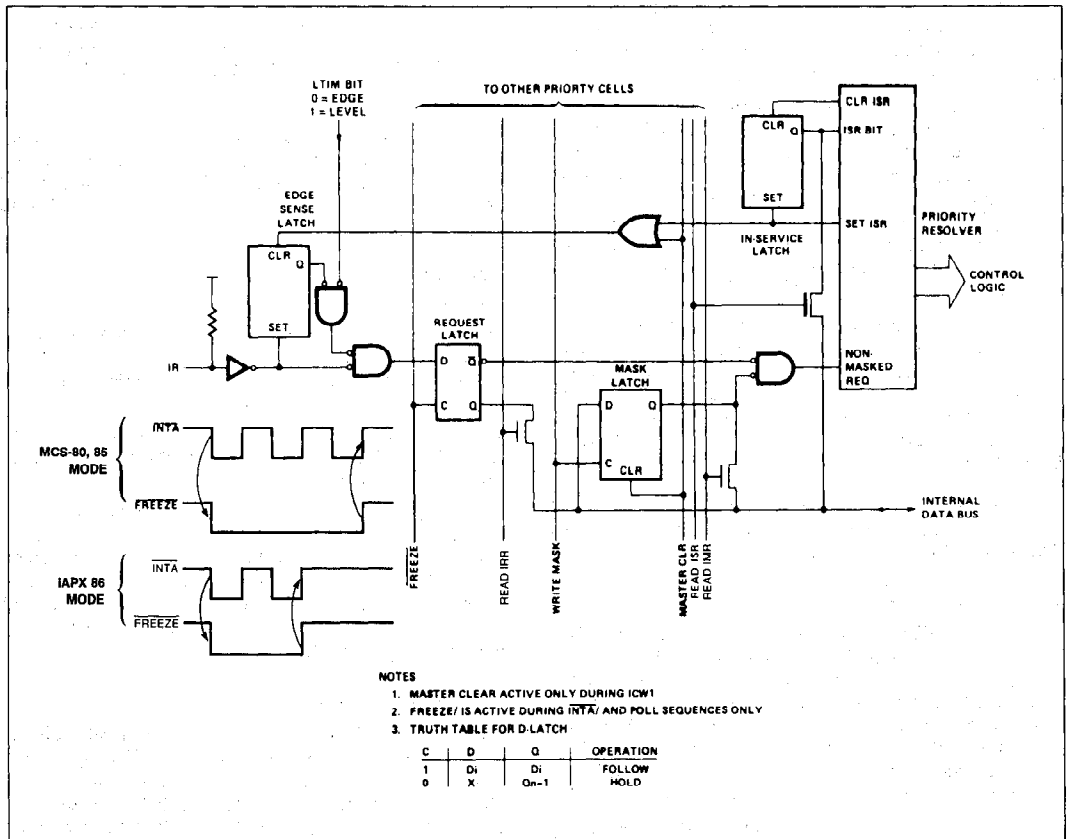 LTIM BIT
0 = EDGE
1 = LEVEL
TO OTHER PRIORTY CELLS
CLR ISR
CLR
Q
ISR BIT
SET
SET ISR
IN-SERVICE
LATCH
PRIORITY
RESOLVER
CONTROL
LOGIC
EDGE
SENSE
LATCH
CLR
Q
SET
IR
REQUEST
LATCH
D
Q
C
Q
MASK
LATCH
D
Q
C
CLR
NON-
MASKED
REQ
INTERNAL
DATA BUS
MCS-80, 85
MODE
INTA
FREEZE
iAPX 86
MODE
INTA
FREEZE
FREEZE
READ IRR
WRITE MASK
MASTER CLR
READ ISR
READ IMR
NOTES
1. MASTER CLEAR ACTIVE ONLY DURING ICW1
2. FREEZE/ IS ACTIVE DURING INTA/ AND POLL SEQUENCES ONLY
3. TRUTH TABLE FOR D-LATCH
C D Q OPERATION
1 Di Di FOLLOW
0 X Qn-1 HOLD